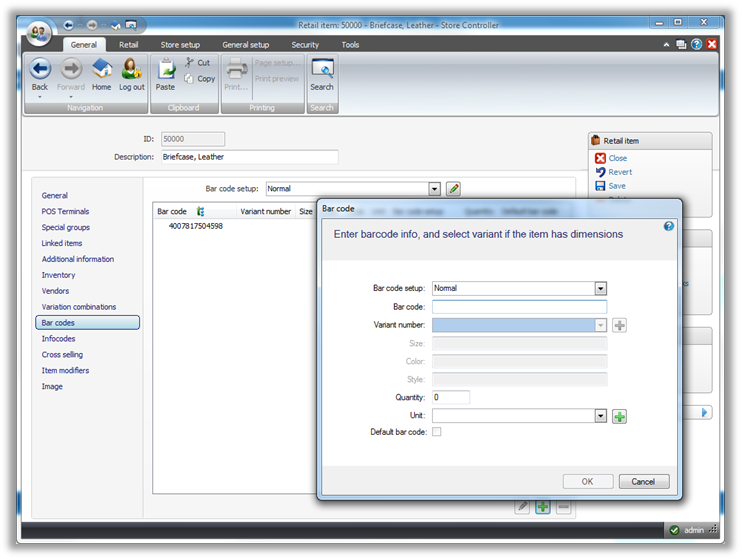 Retail item: 50000 - Briefcase, Leather - Store Controller
General Retail Store setup General setup Security Tools
Back Forward Home Log out
Paste Cut Copy
Print... Page setup... Print preview
Search
Navigation Clipboard Printing Search
ID: 50000
Description: Briefcase, Leather
Retail item
Close
Revert
Save
General
POS Terminals
Special groups
Linked items
Additional information
Inventory
Vendors
Variation combinations
Bar codes
Infocodes
Cross selling
Item modifiers
Image
Bar code setup: Normal
Bar code Variant number Size
4007817504598
Bar code
Enter barcode info, and select variant if the item has dimensions
Bar code setup: Normal
Bar code:
Variant number:
Size:
Color:
Style:
Quantity: 0
Unit:
Default bar code:
OK Cancel
admin